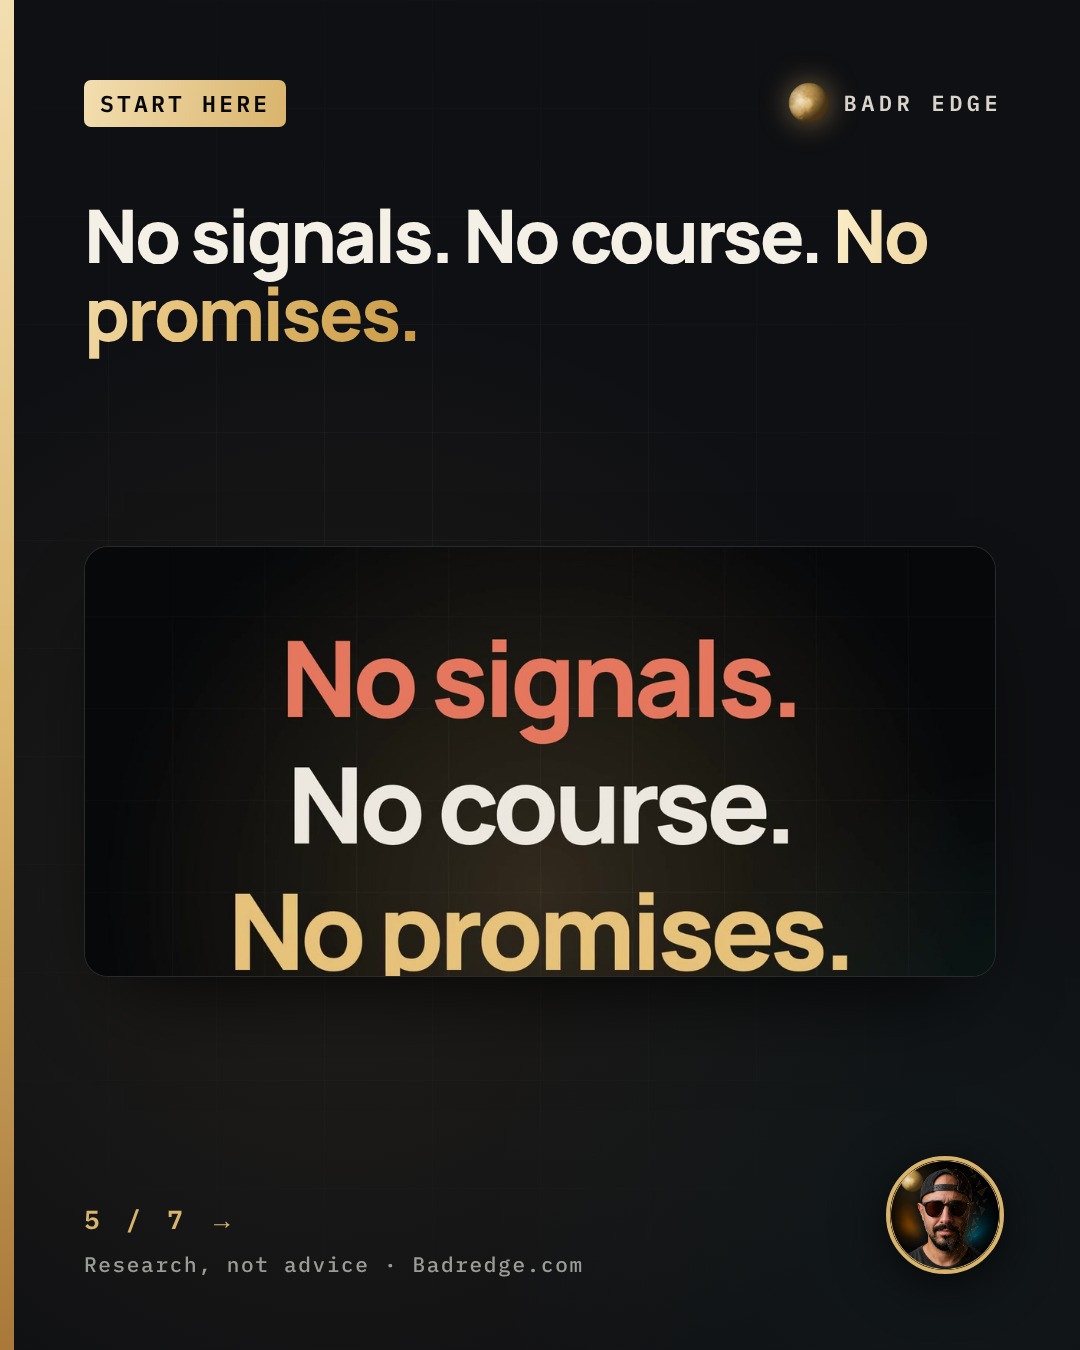 START HERE
BADR EDGE
No signals. No course. No
promises.
No signals.
No course.
No promises.
5 / 7 →
Research, not advice · Badredge.com